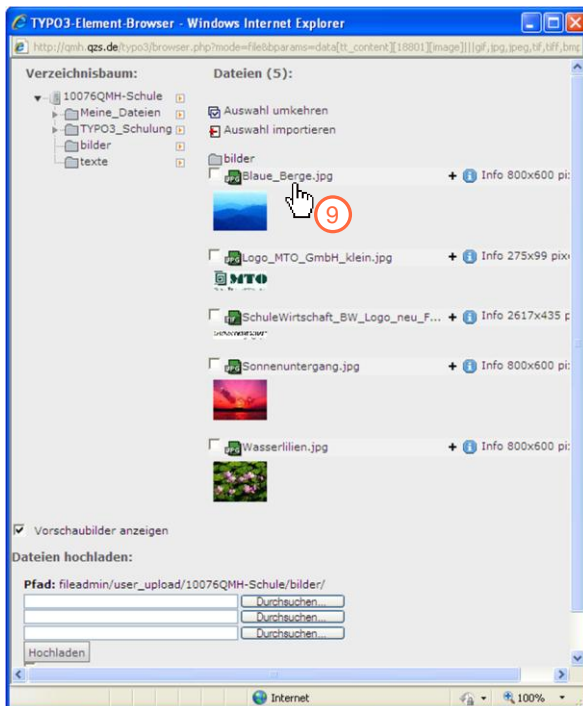 TYPO3-Element-Browser - Windows Internet Explorer
http://qmh.qzs.de/typo3/browser.php?mode=file&bparams=data[tt_content][18801][image]|||gif,jpg,jpeg,tif,tiff,bmp
Verzeichnisbaum:
10076QMH-Schule
Meine_Dateien
TYPO3_Schulung
bilder
texte
Dateien (5):
Auswahl umkehren
Auswahl importieren
bilder
Blaue_Berge.jpg + Info 800x600 pix
9
Logo_MTO_GmbH_klein.jpg + Info 275x99 pixe
MTO
SchuleWirtschaft_BW_Logo_neu_F... + Info 2617x435 p
Sonnenuntergang.jpg + Info 800x600 pix
Wasserlilien.jpg + Info 800x600 pix
Vorschaubilder anzeigen
Dateien hochladen:
Pfad: fileadmin/user_upload/10076QMH-Schule/bilder/
Durchsuchen...
Durchsuchen...
Durchsuchen...
Hochladen
Internet 100%